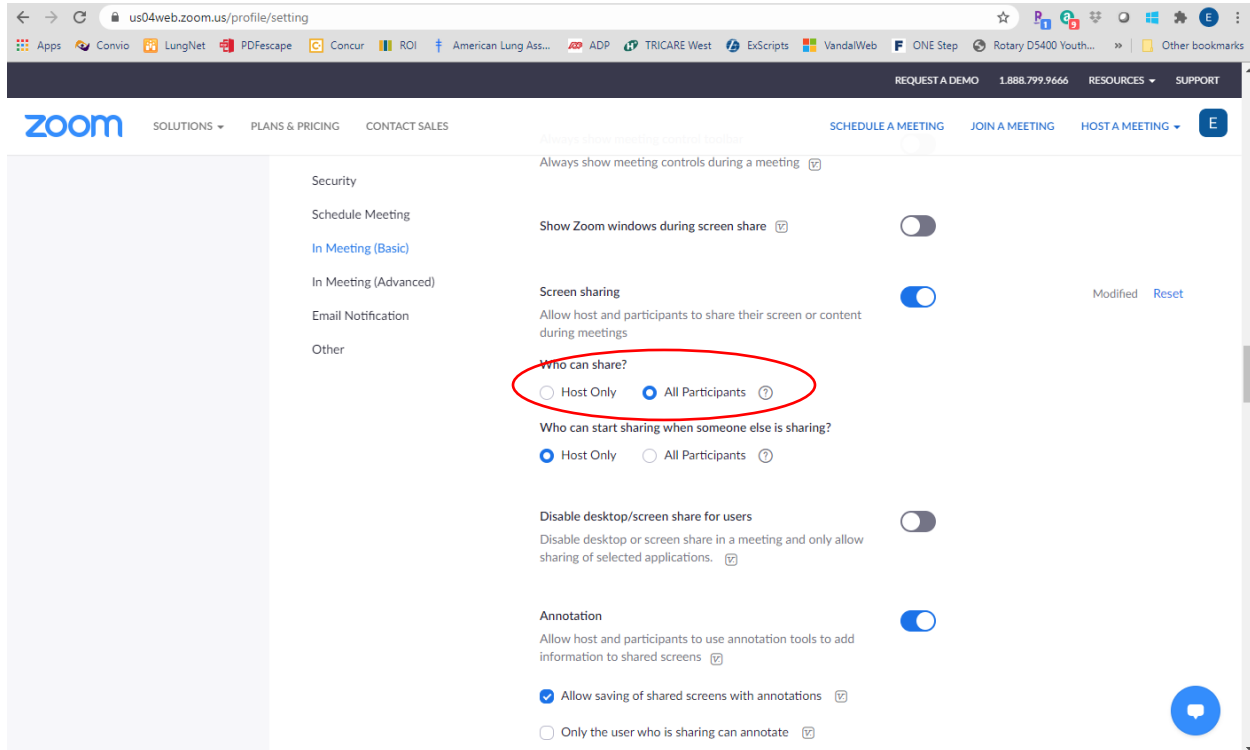 us04web.zoom.us/profile/setting
Apps Convio LungNet PDFescape Concur ROI American Lung Ass... ADP TRICARE West ExScripts VandalWeb ONE Step Rotary D5400 Youth... » Other bookmarks
REQUEST A DEMO 1.888.799.9666 RESOURCES SUPPORT
zoom SOLUTIONS PLANS & PRICING CONTACT SALES SCHEDULE A MEETING JOIN A MEETING HOST A MEETING E
Always show meeting control toolbar
Always show meeting controls during a meeting
Security
Schedule Meeting
In Meeting (Basic)
In Meeting (Advanced)
Email Notification
Other
Show Zoom windows during screen share
Screen sharing Modified Reset
Allow host and participants to share their screen or content
during meetings
Who can share?
Host Only All Participants
Who can start sharing when someone else is sharing?
Host Only All Participants
Disable desktop/screen share for users
Disable desktop or screen share in a meeting and only allow
sharing of selected applications.
Annotation
Allow host and participants to use annotation tools to add
information to shared screens
Allow saving of shared screens with annotations
Only the user who is sharing can annotate